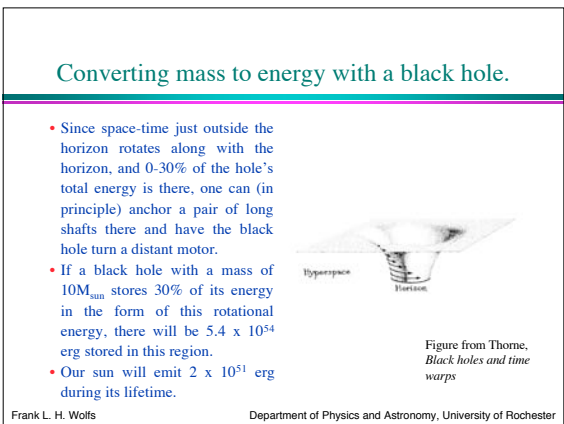 Converting mass to energy with a black hole.
• Since space-time just outside the
horizon rotates along with the
horizon, and 0-30% of the hole's
total energy is there, one can (in
principle) anchor a pair of long
shafts there and have the black
hole turn a distant motor.
• If a black hole with a mass of
10M_sun stores 30% of its energy
in the form of this rotational
energy, there will be 5.4 x 10^54
erg stored in this region.
• Our sun will emit 2 x 10^51 erg
during its lifetime.
Hyperspace
Horizon
Figure from Thorne,
Black holes and time
warps
Frank L. H. Wolfs
Department of Physics and Astronomy, University of Rochester